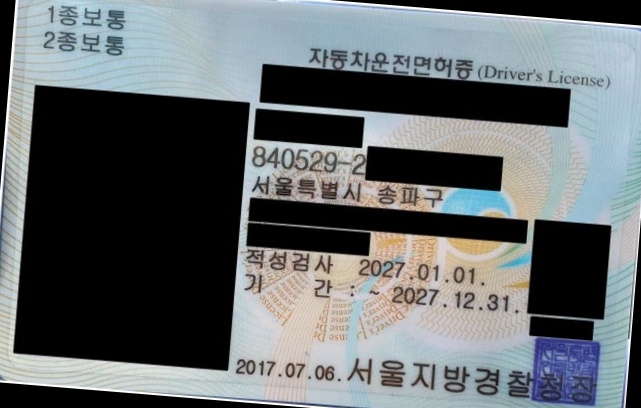 1종보통
2종보통
자동차운전면허증 (Driver's License)
840529-2
서울특별시 송파구
적성검사 2027.01.01.
기 간 : ~ 2027.12.31.
2017.07.06. 서울지방경찰청장